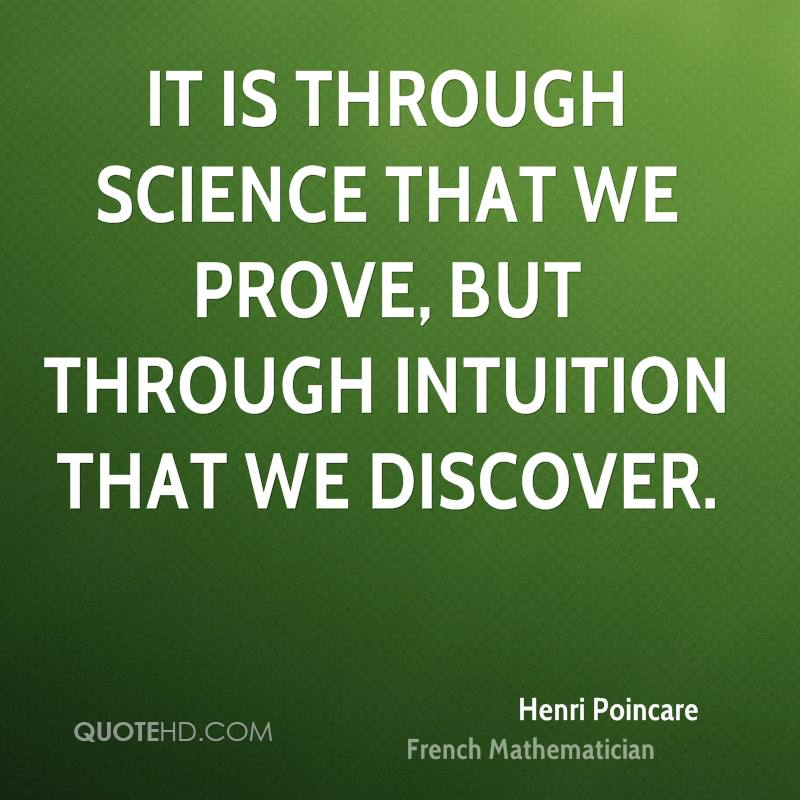 IT IS THROUGH
SCIENCE THAT WE
PROVE, BUT
THROUGH INTUITION
THAT WE DISCOVER.
Henri Poincare
QUOTEHD.COM
French Mathematician